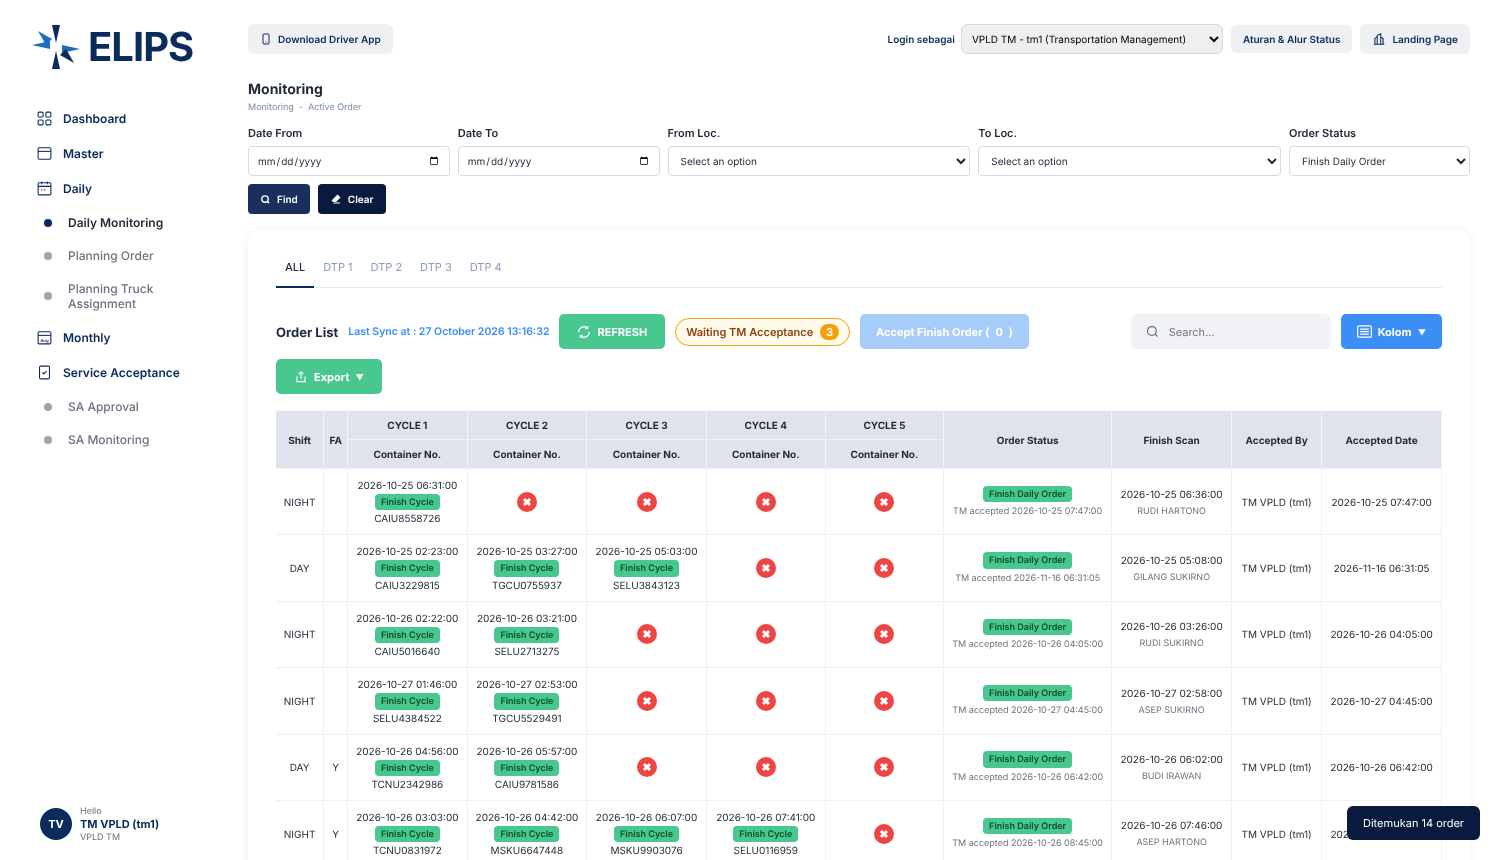 ELIPS
Download Driver App
Login sebagai
VPLD TM - tm1 (Transportation Management)
Aturan & Alur Status
Landing Page
Dashboard
Master
Daily
Daily Monitoring
Planning Order
Planning Truck
Assignment
Monthly
Service Acceptance
SA Approval
SA Monitoring
Hello
TV
TM VPLD (tm1)
VPLD TM
Monitoring
Monitoring - Active Order
Date From Date To From Loc. To Loc. Order Status
mm/dd/yyyy mm/dd/yyyy Select an option Select an option Finish Daily Order
Find Clear
ALL DTP 1 DTP 2 DTP 3 DTP 4
Order List Last Sync at : 27 October 2026 13:16:32 REFRESH Waiting TM Acceptance 3 Accept Finish Order ( 0 ) Search... Kolom ▼
Export ▼
CYCLE 1 CYCLE 2 CYCLE 3 CYCLE 4 CYCLE 5
Shift FA Order Status Finish Scan Accepted By Accepted Date
Container No. Container No. Container No. Container No. Container No.
2026-10-25 06:31:00
NIGHT Finish Cycle Finish Daily Order 2026-10-25 06:36:00 TM VPLD (tm1) 2026-10-25 07:47:00
CAIU8558726 TM accepted 2026-10-25 07:47:00 RUDI HARTONO
2026-10-25 02:23:00 2026-10-25 03:27:00 2026-10-25 05:03:00
DAY Finish Cycle Finish Cycle Finish Cycle Finish Daily Order 2026-10-25 05:08:00 TM VPLD (tm1) 2026-11-16 06:31:05
CAIU3229815 TGCU0755937 SELU3843123 TM accepted 2026-11-16 06:31:05 GILANG SUKIRNO
2026-10-26 02:22:00 2026-10-26 03:21:00
NIGHT Finish Cycle Finish Cycle Finish Daily Order 2026-10-26 03:26:00 TM VPLD (tm1) 2026-10-26 04:05:00
CAIU5016640 SELU2713275 TM accepted 2026-10-26 04:05:00 RUDI SUKIRNO
2026-10-27 01:46:00 2026-10-27 02:53:00
NIGHT Finish Cycle Finish Cycle Finish Daily Order 2026-10-27 02:58:00 TM VPLD (tm1) 2026-10-27 04:45:00
SELU4384522 TGCU5529491 TM accepted 2026-10-27 04:45:00 ASEP SUKIRNO
2026-10-26 04:56:00 2026-10-26 05:57:00
DAY Y Finish Cycle Finish Cycle Finish Daily Order 2026-10-26 06:02:00 TM VPLD (tm1) 2026-10-26 06:42:00
TCNU2342986 CAIU9781586 TM accepted 2026-10-26 06:42:00 BUDI IRAWAN
2026-10-26 03:03:00 2026-10-26 04:42:00 2026-10-26 06:07:00 2026-10-26 07:41:00
NIGHT Y Finish Cycle Finish Cycle Finish Cycle Finish Cycle Finish Daily Order 2026-10-26 07:46:00 TM VPLD (tm1)
TCNU0831972 MSKU6647448 MSKU9903076 SELU0116959 TM accepted 2026-10-26 08:45:00 ASEP HARTONO
Ditemukan 14 order